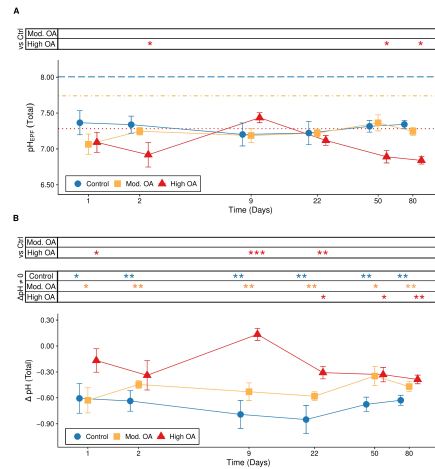 A
vs Ctrl
Mod. OA
High OA
* * *
8.00
7.50
7.00
6.50
pHEPF (Total)
Control Mod. OA High OA
1 2 9 22 50 80
Time (Days)
B
vs Ctrl
Mod. OA
High OA
* *** **
ΔpH ≠ 0
Control * ** ** ** ** **
Mod. OA * ** ** ** * **
High OA * * **
0.30
0.00
−0.30
−0.60
−0.90
Δ pH (Total)
Control Mod. OA High OA
1 2 9 22 50 80
Time (Days)